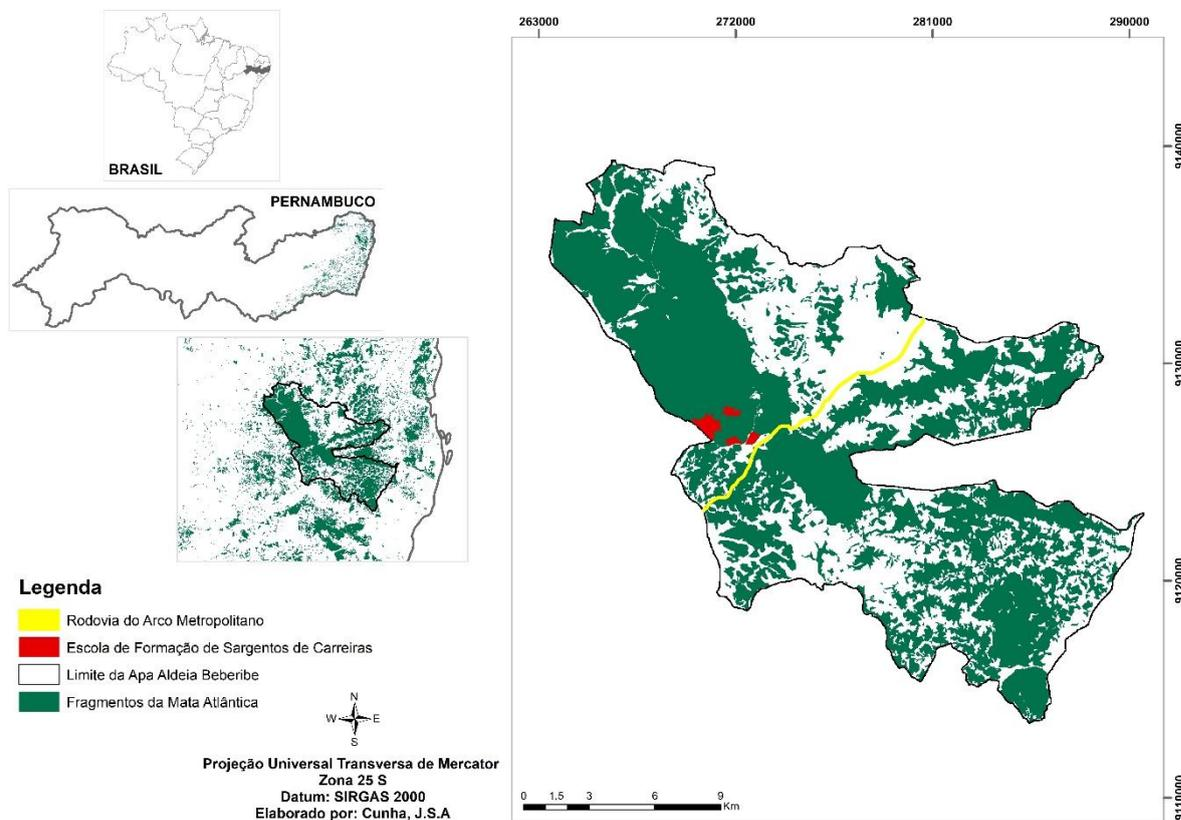 BRASIL
PERNAMBUCO
Legenda
Rodovia do Arco Metropolitano
Escola de Formação de Sargentos de Carreiras
Limite da Apa Aldeia Beberibe
Fragmentos da Mata Atlântica
N
W E
S
Projeção Universal Transversa de Mercator
Zona 25 S
Datum: SIRGAS 2000
Elaborado por: Cunha, J.S.A
263000 272000 281000 290000
9140000
9130000
9120000
9110000
0 1,5 3 6 9
Km